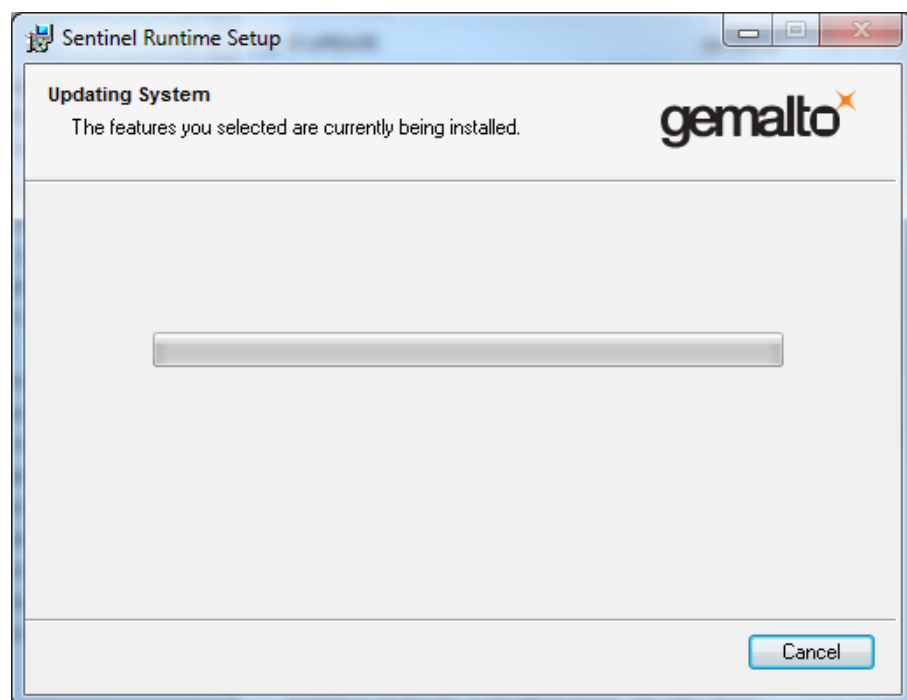 Sentinel Runtime Setup
Updating System
The features you selected are currently being installed.
gemalto
Cancel